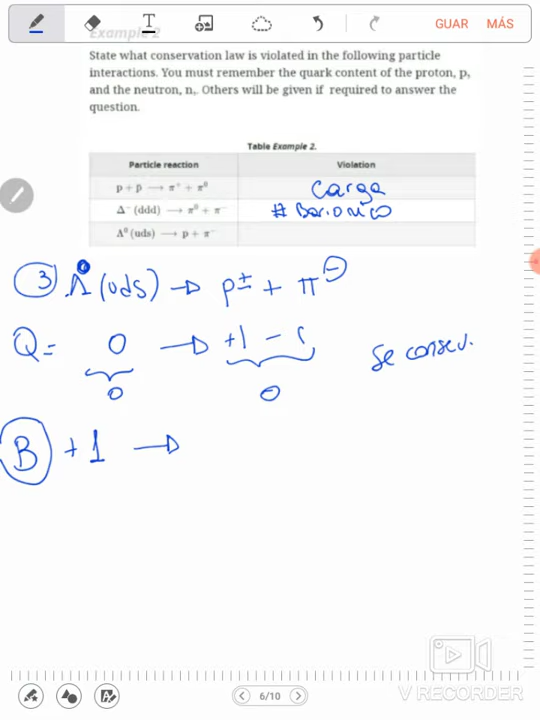 GUAR MÁS
Example 2
State what conservation law is violated in the following particle
interactions. You must remember the quark content of the proton, p,
and the neutron, n,. Others will be given if required to answer the
question.
Table Example 2.
Particle reaction Violation
p + p̄ → π⁺ + π⁰ Carga
Δ⁻ (ddd) → π⁰ + π⁻ # Barionico
Λ⁰ (uds) → p + π⁻
③ Λ⁰ (uds) → p⁺ + π⁻
Q = 0 → +1 - 1 Se conserv.
0 0
B +1 →
6/10
V RECORDER